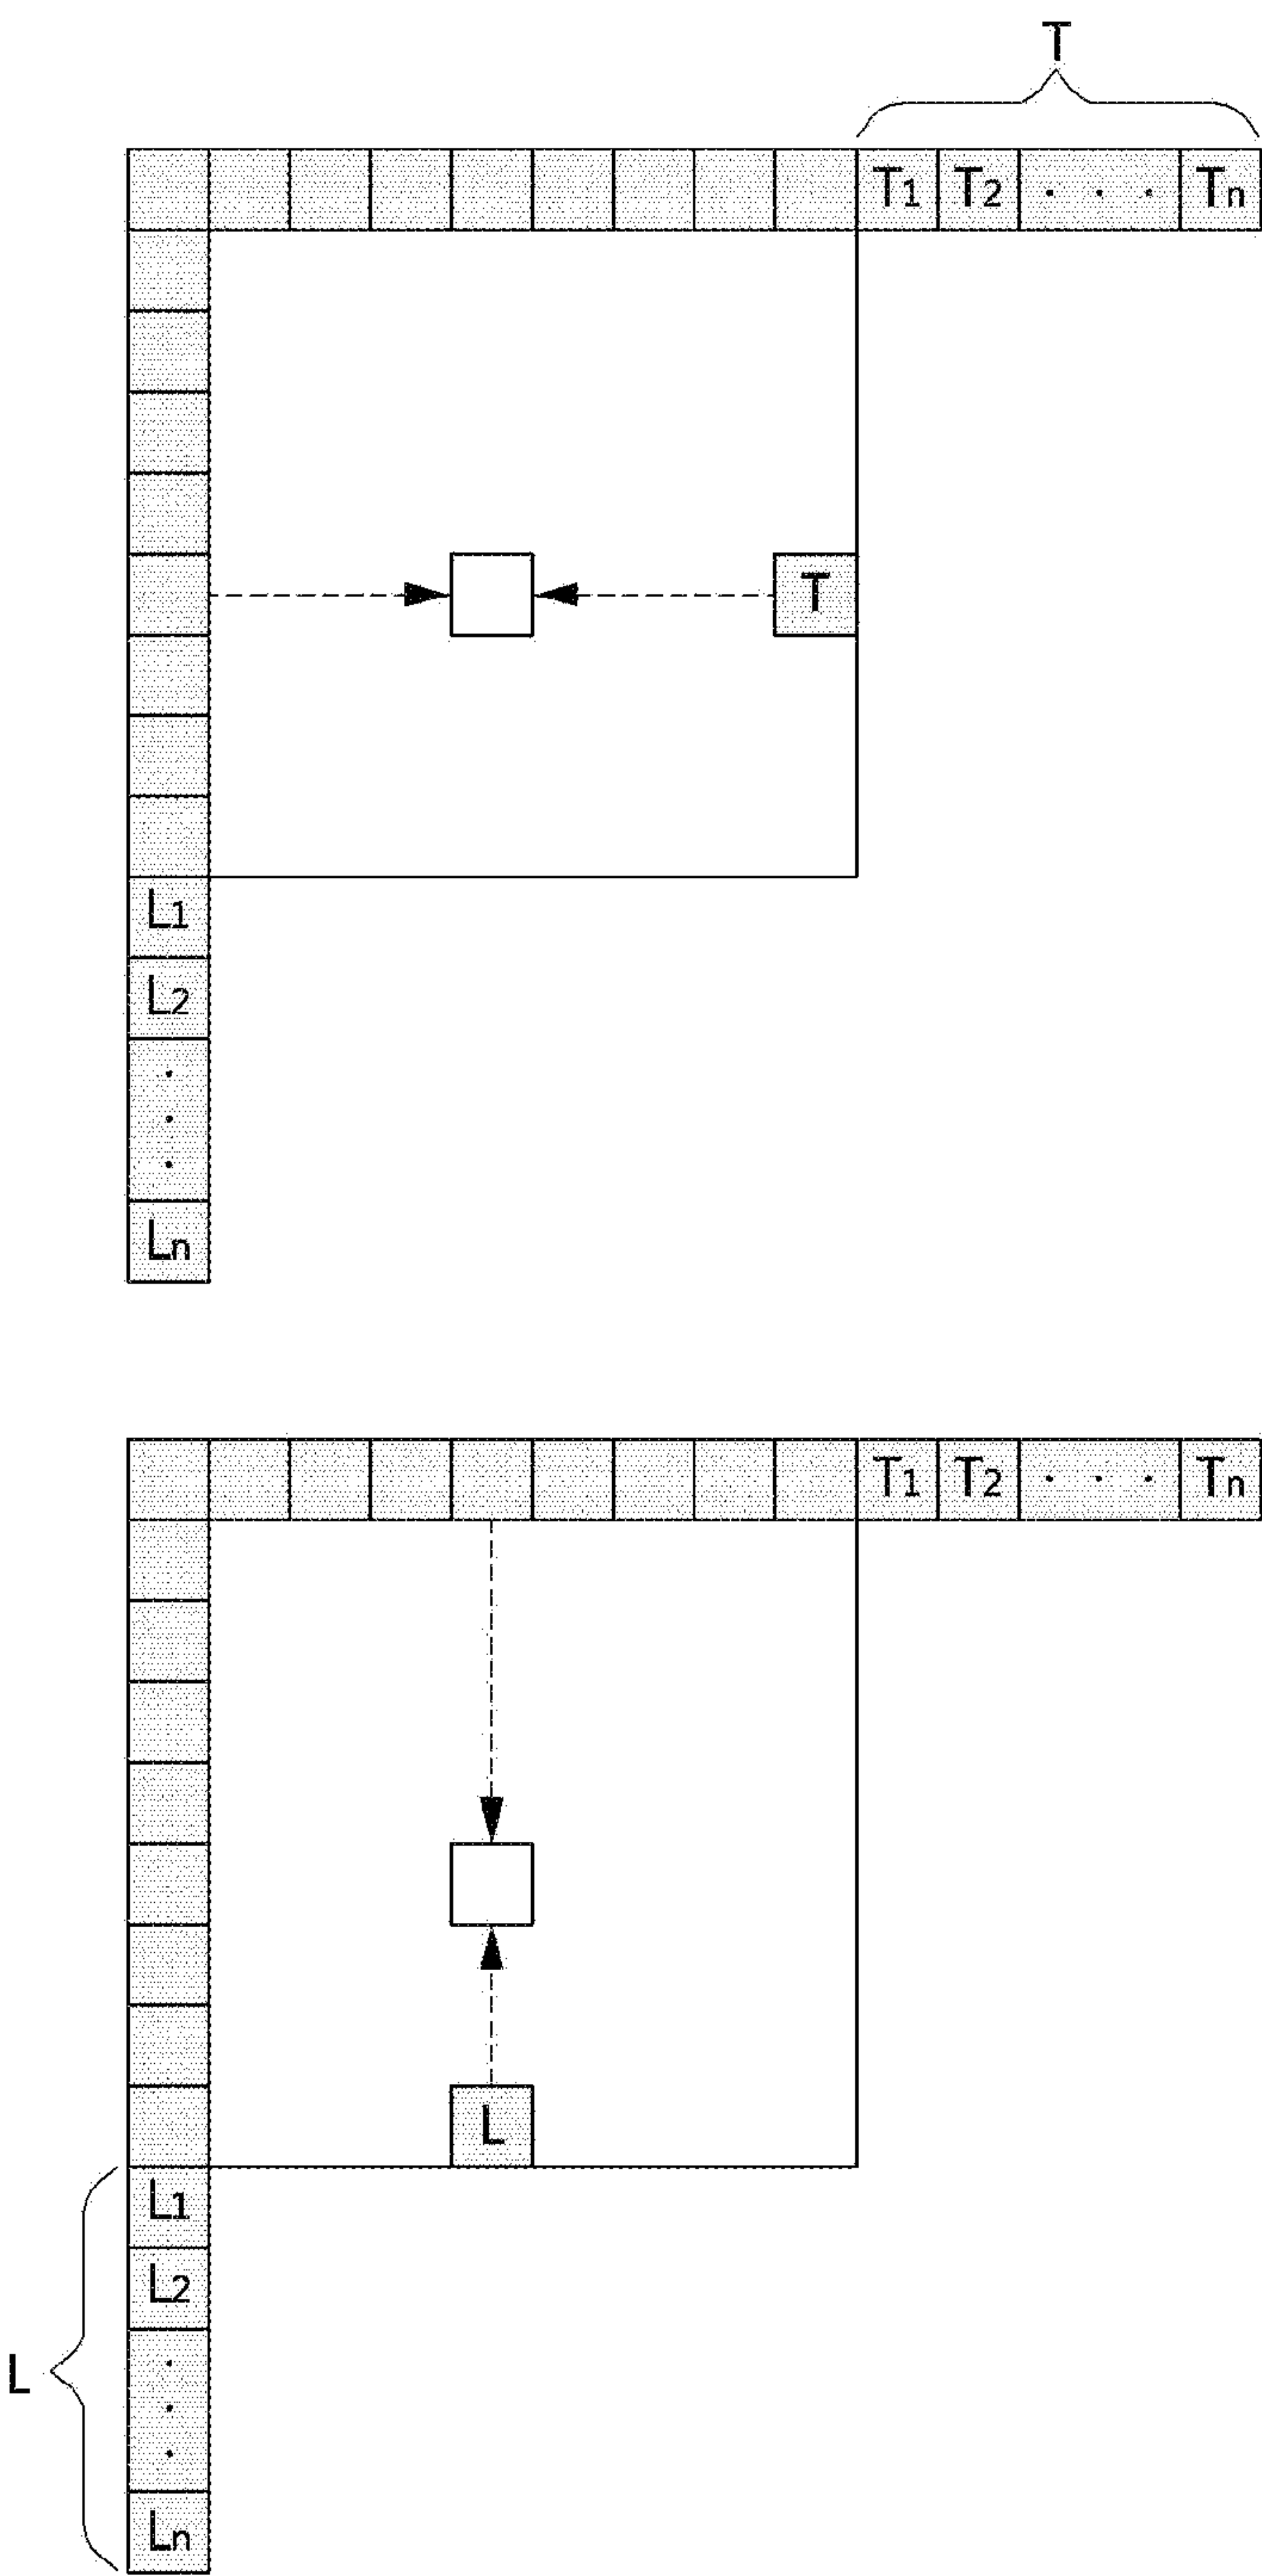 T
T1 T2 . . . Tn
T
L1
L2
.
.
.
Ln
T1 T2 . . . Tn
L
L1
L2
.
.
.
L
Ln